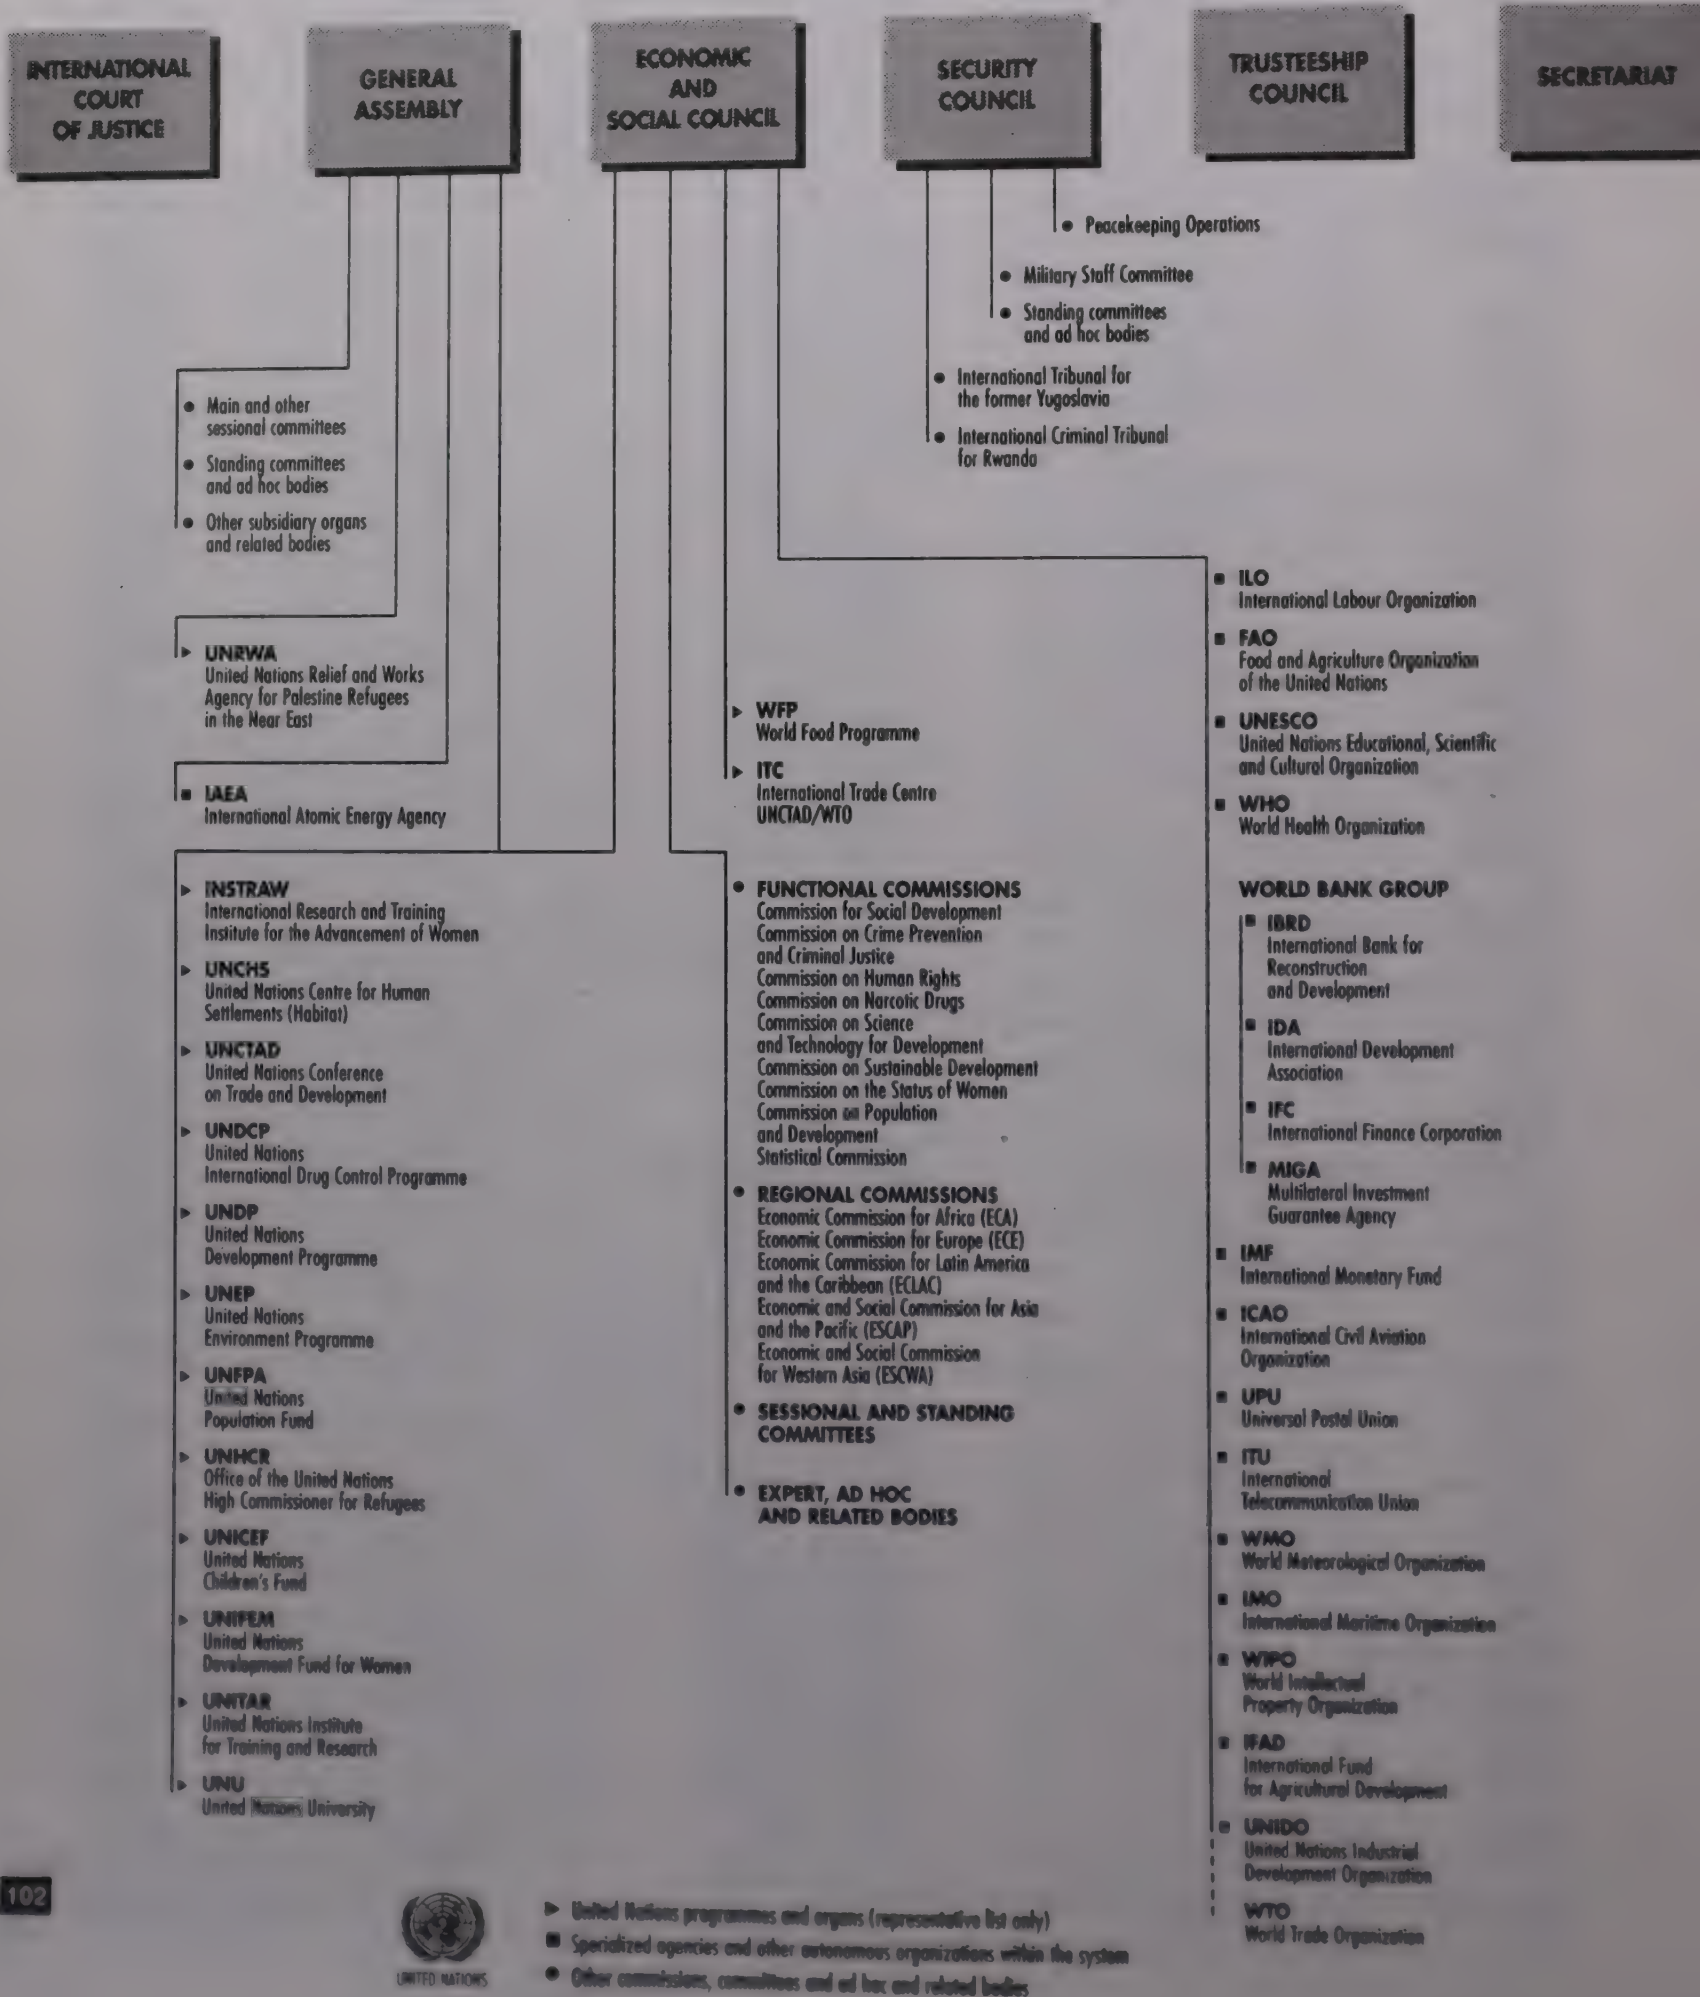 INTERNATIONAL
COURT
OF JUSTICE
GENERAL
ASSEMBLY
ECONOMIC
AND
SOCIAL COUNCIL
SECURITY
COUNCIL
TRUSTEESHIP
COUNCIL
SECRETARIAT
Peacekeeping Operations
Military Staff Committee
Standing committees
and ad hoc bodies
International Tribunal for
the former Yugoslavia
International Criminal Tribunal
for Rwanda
Main and other
sessional committees
Standing committees
and ad hoc bodies
Other subsidiary organs
and related bodies
UNRWA
United Nations Relief and Works
Agency for Palestine Refugees
in the Near East
IAEA
International Atomic Energy Agency
INSTRAW
International Research and Training
Institute for the Advancement of Women
UNCHS
United Nations Centre for Human
Settlements (Habitat)
UNCTAD
United Nations Conference
on Trade and Development
UNDCP
United Nations
International Drug Control Programme
UNDP
United Nations
Development Programme
UNEP
United Nations
Environment Programme
UNFPA
United Nations
Population Fund
UNHCR
Office of the United Nations
High Commissioner for Refugees
UNICEF
United Nations
Children's Fund
UNIFEM
United Nations
Development Fund for Women
UNITAR
United Nations Institute
for Training and Research
UNU
United Nations University
WFP
World Food Programme
ITC
International Trade Centre
UNCTAD/WTO
FUNCTIONAL COMMISSIONS
Commission for Social Development
Commission on Crime Prevention
and Criminal Justice
Commission on Human Rights
Commission on Narcotic Drugs
Commission on Science
and Technology for Development
Commission on Sustainable Development
Commission on the Status of Women
Commission on Population
and Development
Statistical Commission
REGIONAL COMMISSIONS
Economic Commission for Africa (ECA)
Economic Commission for Europe (ECE)
Economic Commission for Latin America
and the Caribbean (ECLAC)
Economic and Social Commission for Asia
and the Pacific (ESCAP)
Economic and Social Commission
for Western Asia (ESCWA)
SESSIONAL AND STANDING
COMMITTEES
EXPERT, AD HOC
AND RELATED BODIES
ILO
International Labour Organization
FAO
Food and Agriculture Organization
of the United Nations
UNESCO
United Nations Educational, Scientific
and Cultural Organization
WHO
World Health Organization
WORLD BANK GROUP
IBRD
International Bank for
Reconstruction
and Development
IDA
International Development
Association
IFC
International Finance Corporation
MIGA
Multilateral Investment
Guarantee Agency
IMF
International Monetary Fund
ICAO
International Civil Aviation
Organization
UPU
Universal Postal Union
ITU
International
Telecommunication Union
WMO
World Meteorological Organization
IMO
International Maritime Organization
WIPO
World Intellectual
Property Organization
IFAD
International Fund
for Agricultural Development
UNIDO
United Nations Industrial
Development Organization
WTO
World Trade Organization
102
UNITED NATIONS
United Nations programmes and organs (representative list only)
Specialized agencies and other autonomous organizations within the system
Other commissions, committees and ad hoc and related bodies